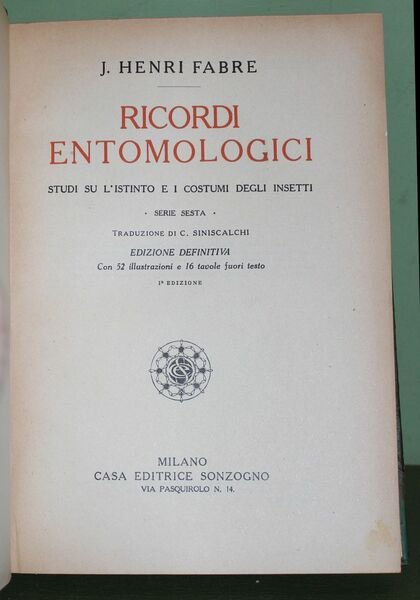 J. HENRI FABRE
RICORDI
ENTOMOLOGICI
STUDI SU L'ISTINTO E I COSTUMI DEGLI INSETTI
· SERIE SESTA ·
TRADUZIONE DI C. SINISCALCHI
EDIZIONE DEFINITIVA
Con 52 illustrazioni e 16 tavole fuori testo
1ª EDIZIONE
MILANO
CASA EDITRICE SONZOGNO
VIA PASQUIROLO N. 14.